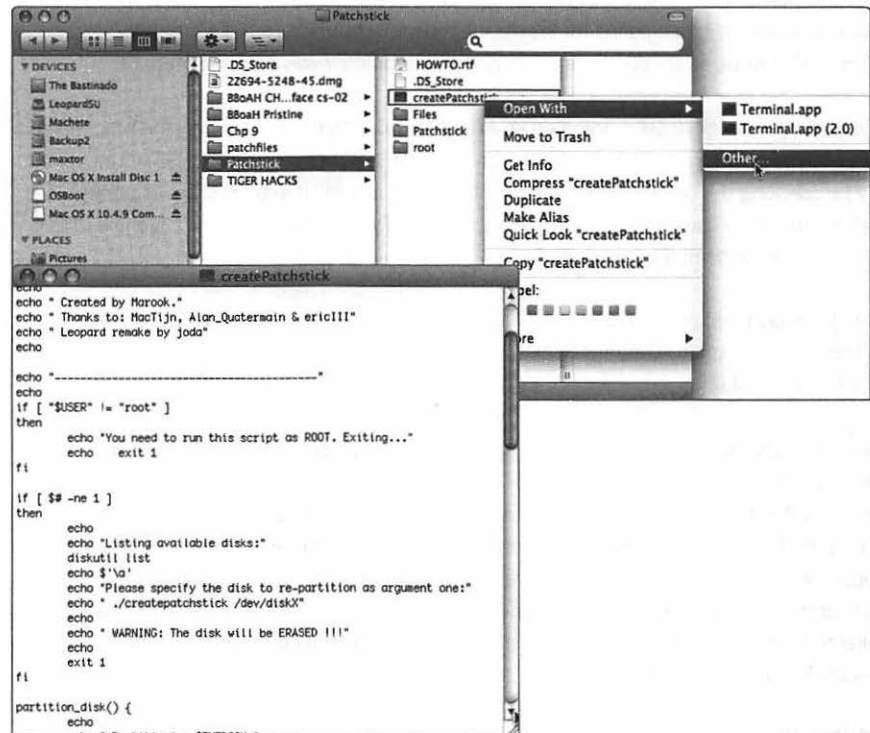 Patchstick
DEVICES
The Bastinado
LeopardSU
Machete
Backup2
maxtor
Mac OS X Install Disc 1
OSBoot
Mac OS X 10.4.9 Com...
PLACES
Pictures
.DS_Store
2Z694-5248-45.dmg
B8oAH CH...face cs-02
B8oaH Pristine
Chp 9
patchfiles
Patchstick
TIGER HACKS
HOWTO.rtf
.DS_Store
createPatchstick
Files
Patchstick
root
Open With
Move to Trash
Get Info
Compress "createPatchstick"
Duplicate
Make Alias
Quick Look "createPatchstick"
Copy "createPatchstick"
Terminal.app
Terminal.app (2.0)
Other...
createPatchstick
echo
echo " Created by Marook."
echo " Thanks to: MacTijn, Alan_Quatermain & ericIII"
echo " Leopard remake by joda"
echo
echo "----------------------------------------"
echo
if [ "$USER" != "root" ]
then
echo "You need to run this script as ROOT. Exiting..."
echo    exit 1
fi
if [ $# -ne 1 ]
then
echo
echo "Listing available disks:"
diskutil list
echo $'\a'
echo "Please specify the disk to re-partition as argument one:"
echo " ./createpatchstick /dev/diskX"
echo
echo " WARNING: The disk will be ERASED !!!"
echo
exit 1
fi
partition_disk() {
echo